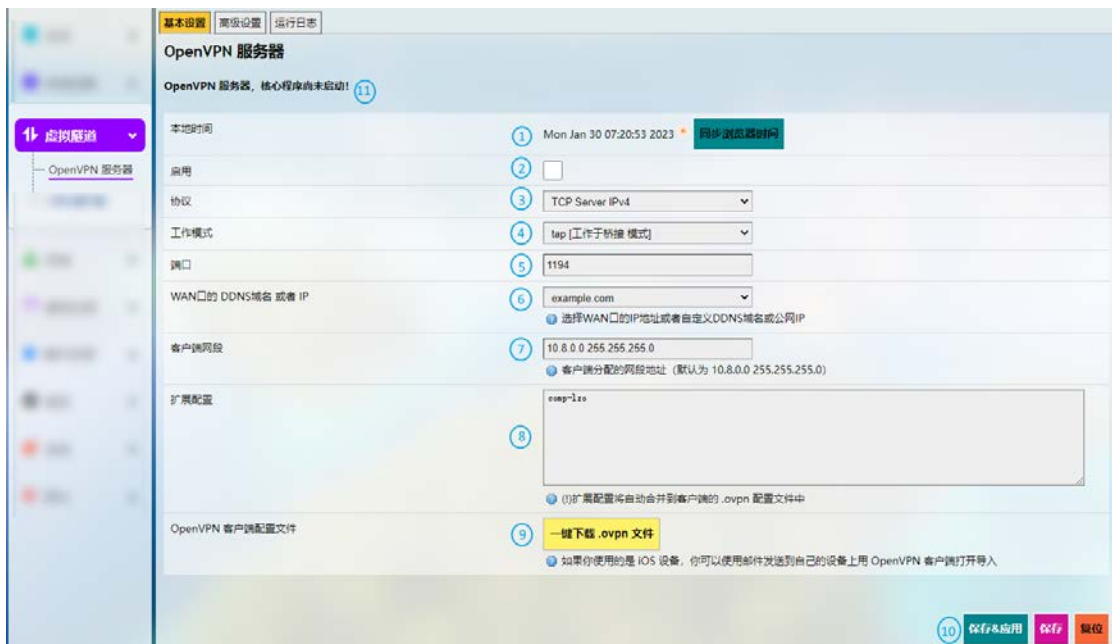 基本设置 高级设置 运行日志
OpenVPN 服务器
OpenVPN 服务器，核心程序尚未启动! 11
虚拟隧道
OpenVPN 服务器
本地时间 1 Mon Jan 30 07:20:53 2023 * 同步浏览器时间
启用 2
协议 3 TCP Server IPv4
工作模式 4 tap [工作于桥接 模式]
端口 5 1194
WAN口的 DDNS域名 或者 IP 6 example.com
选择WAN口的IP地址或者自定义DDNS域名或公网IP
客户端网段 7 10.8.0.0 255.255.255.0
客户端分配的网段地址（默认为 10.8.0.0 255.255.255.0）
扩展配置 8 comp-lzo
(!)扩展配置将自动合并到客户端的 .ovpn 配置文件中
OpenVPN 客户端配置文件 9 一键下载 .ovpn 文件
如果你使用的是 iOS 设备，你可以使用邮件发送到自己的设备上用 OpenVPN 客户端打开导入
10 保存&应用 保存 复位